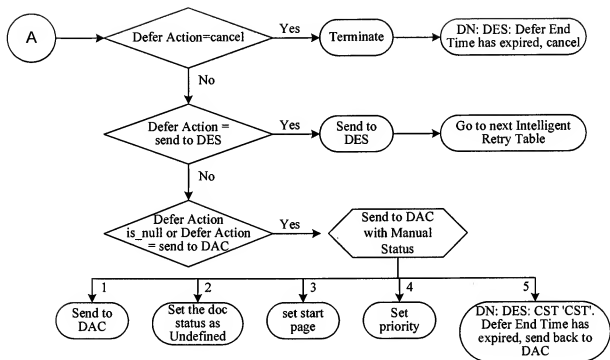 A
Defer Action=cancel
Yes
Terminate
DN: DES: Defer End
Time has expired, cancel
No
Defer Action =
send to DES
Yes
Send to
DES
Go to next Intelligent
Retry Table
No
Defer Action
is_null or Defer Action
= send to DAC
Yes
Send to DAC
with Manual
Status
1
2
3
4
5
Send to
DAC
Set the doc
status as
Undefined
set start
page
Set
priority
DN: DES: CST 'CST'.
Defer End Time has
expired, send back to
DAC